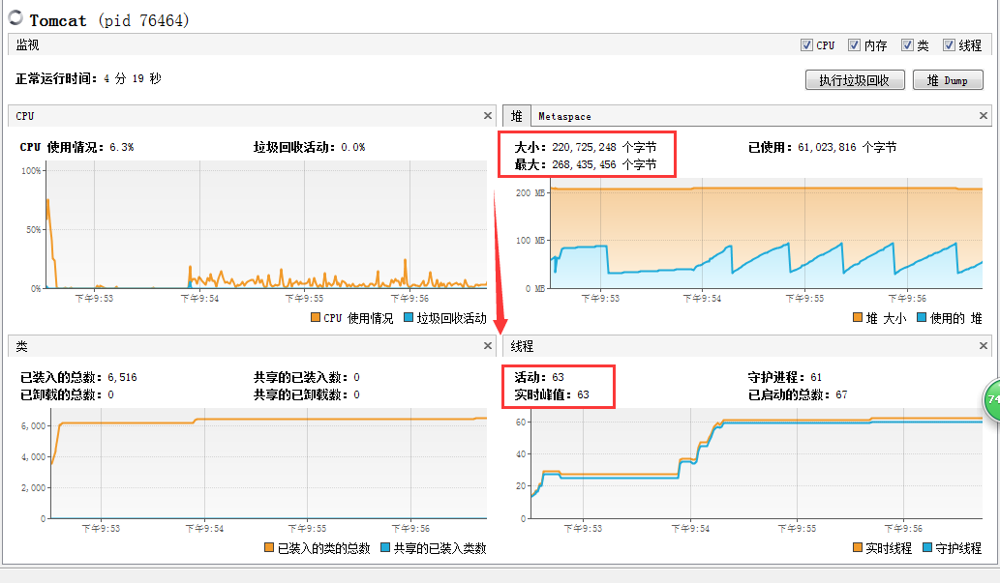 Tomcat (pid 76464)
监视
CPU 内存 类 线程
正常运行时间: 4 分 19 秒
执行垃圾回收 堆 Dump
CPU
CPU 使用情况: 6.3% 垃圾回收活动: 0.0%
100%
50%
0%
下午9:53 下午9:54 下午9:55 下午9:56
CPU 使用情况 垃圾回收活动
堆 Metaspace
大小: 220,725,248 个字节 已使用: 61,023,816 个字节
最大: 268,435,456 个字节
200 MB
100 MB
0 MB
下午9:53 下午9:54 下午9:55 下午9:56
堆 大小 使用的 堆
类
已装入的总数: 6,516 共享的已装入数: 0
已卸载的总数: 0 共享的已卸载数: 0
6,000
4,000
2,000
0
下午9:53 下午9:54 下午9:55 下午9:56
已装入的类的总数 共享的已装入类数
线程
活动: 63 守护进程: 61
实时峰值: 63 已启动的总数: 67
60
40
20
0
下午9:53 下午9:54 下午9:55 下午9:56
实时线程 守护线程
74